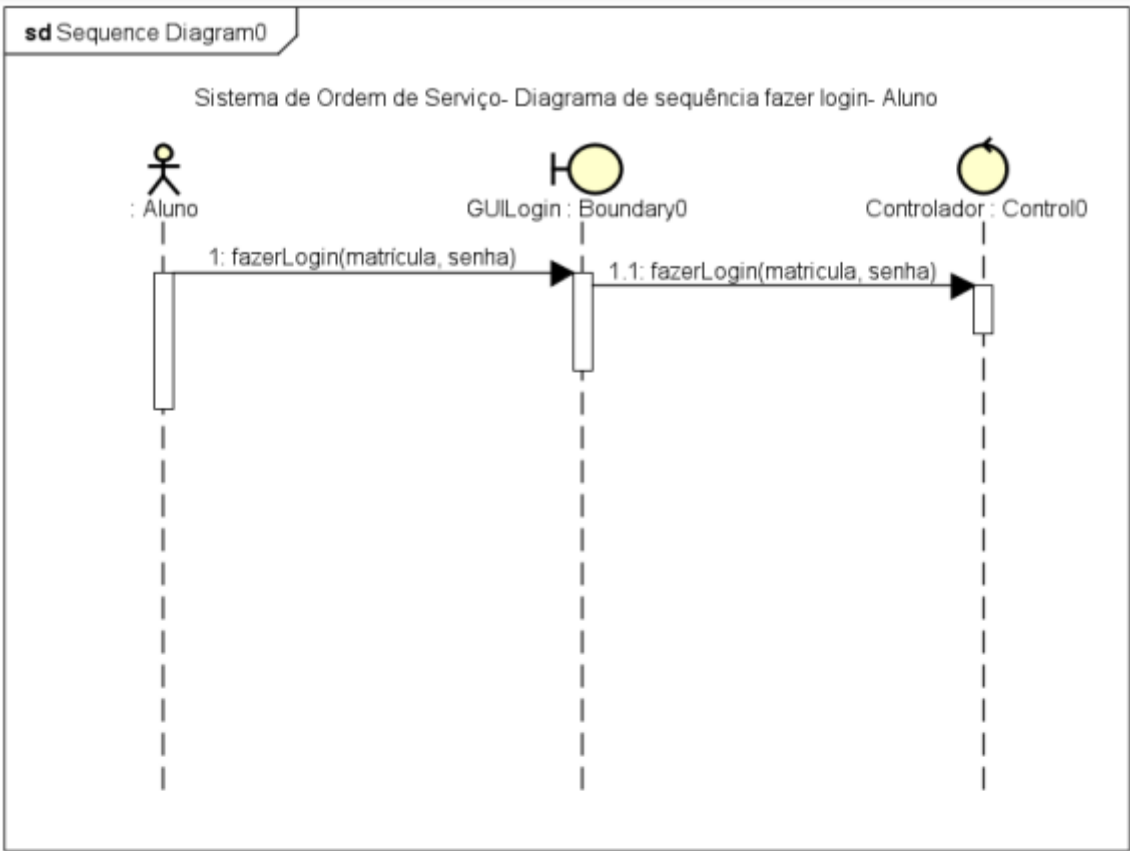 sd Sequence Diagram0
Sistema de Ordem de Serviço- Diagrama de sequência fazer login- Aluno
: Aluno
GUILogin : Boundary0
Controlador : Control0
1: fazerLogin(matrícula, senha)
1.1: fazerLogin(matricula, senha)